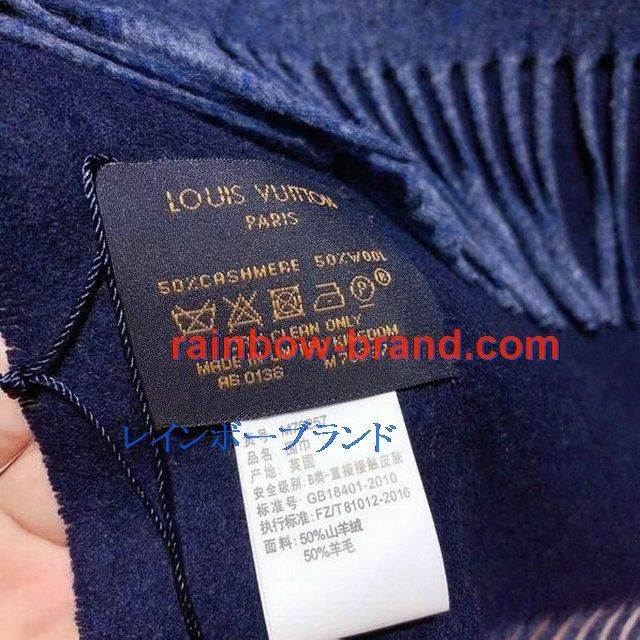 LOUIS VUITTON
PARIS
50%CASHMERE 50%WOOL
P
CLEAN ONLY
rainbow-brand.com
MADE
レインボーブランド
品名: 围巾
产地: 英国
安全级别: B类-直接接触皮肤
标准号: GB18401-2010
执行标准: FZ/T81012-2016
面料: 50%山羊绒
50%羊毛